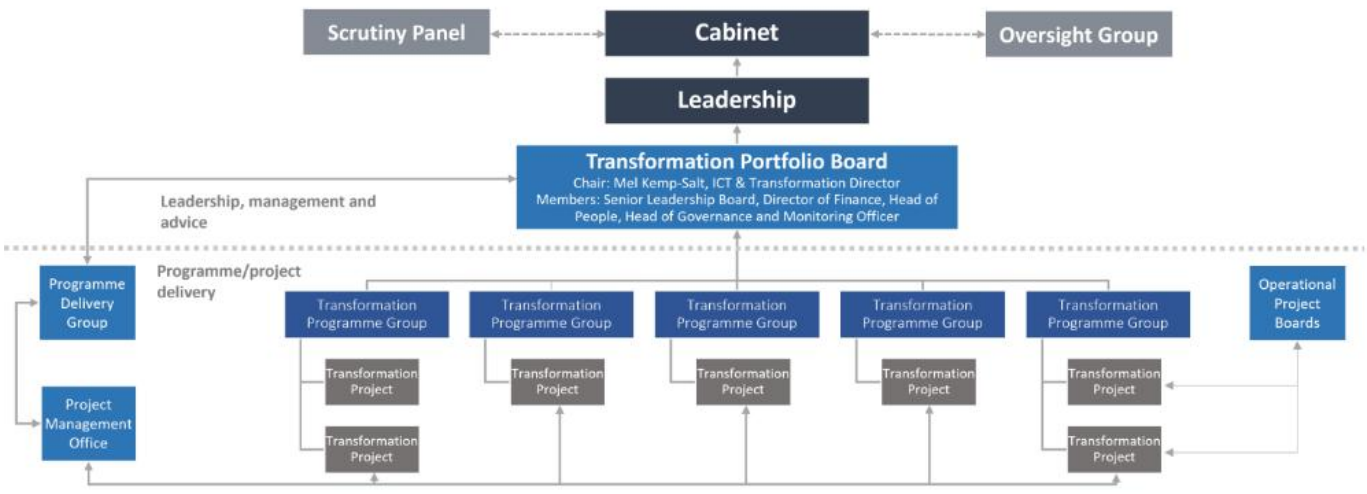 Scrutiny Panel
Cabinet
Oversight Group
Leadership
Transformation Portfolio Board
Chair: Mel Kemp-Salt, ICT & Transformation Director
Members: Senior Leadership Board, Director of Finance, Head of
People, Head of Governance and Monitoring Officer
Leadership, management and
advice
Programme/project
delivery
Programme
Delivery
Group
Transformation
Programme Group
Transformation
Programme Group
Transformation
Programme Group
Transformation
Programme Group
Transformation
Programme Group
Operational
Project
Boards
Transformation
Project
Transformation
Project
Transformation
Project
Transformation
Project
Transformation
Project
Project
Management
Office
Transformation
Project
Transformation
Project